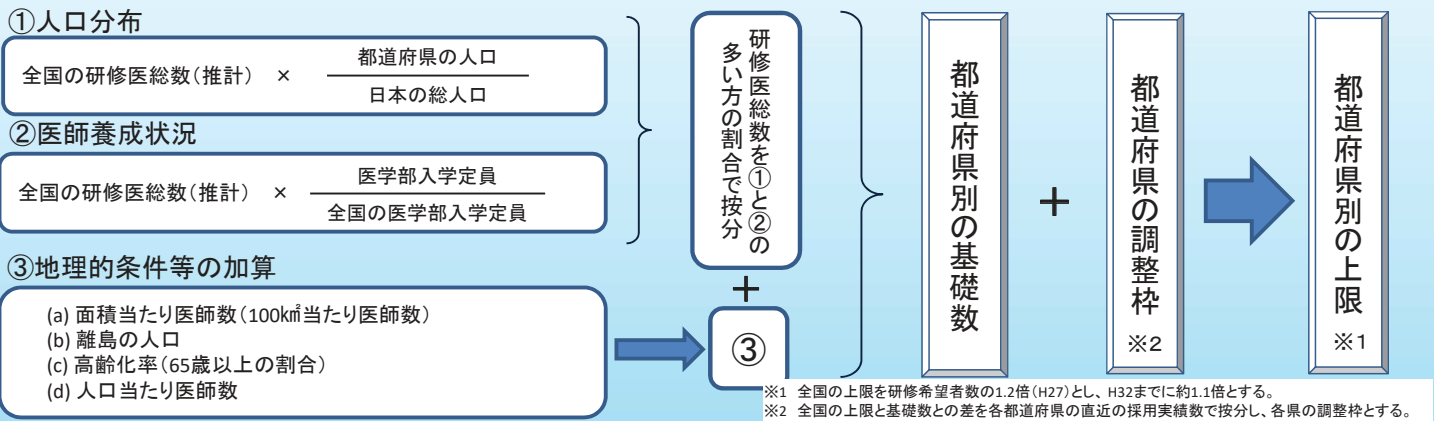 ①人口分布
全国の研修医総数（推計） × 都道府県の人口
日本の総人口
②医師養成状況
全国の研修医総数（推計） × 医学部入学定員
全国の医学部入学定員
③地理的条件等の加算
(a) 面積当たり医師数（100㎢当たり医師数）
(b) 離島の人口
(c) 高齢化率（65歳以上の割合）
(d) 人口当たり医師数
研修医総数を①と②の
多い方の割合で按分
＋
③
都道府県別の基礎数
＋
都道府県の調整枠
※2
都道府県別の上限
※1
※1 全国の上限を研修希望者数の1.2倍（H27）とし、H32までに約1.1倍とする。
※2 全国の上限と基礎数との差を各都道府県の直近の採用実績数で按分し、各県の調整枠とする。